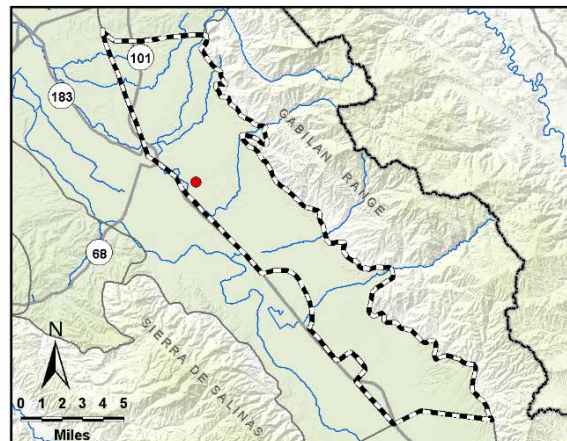 101
183
GABILAN RANGE
68
N
SIERRA DE SALINAS
0 1 2 3 4 5
Miles